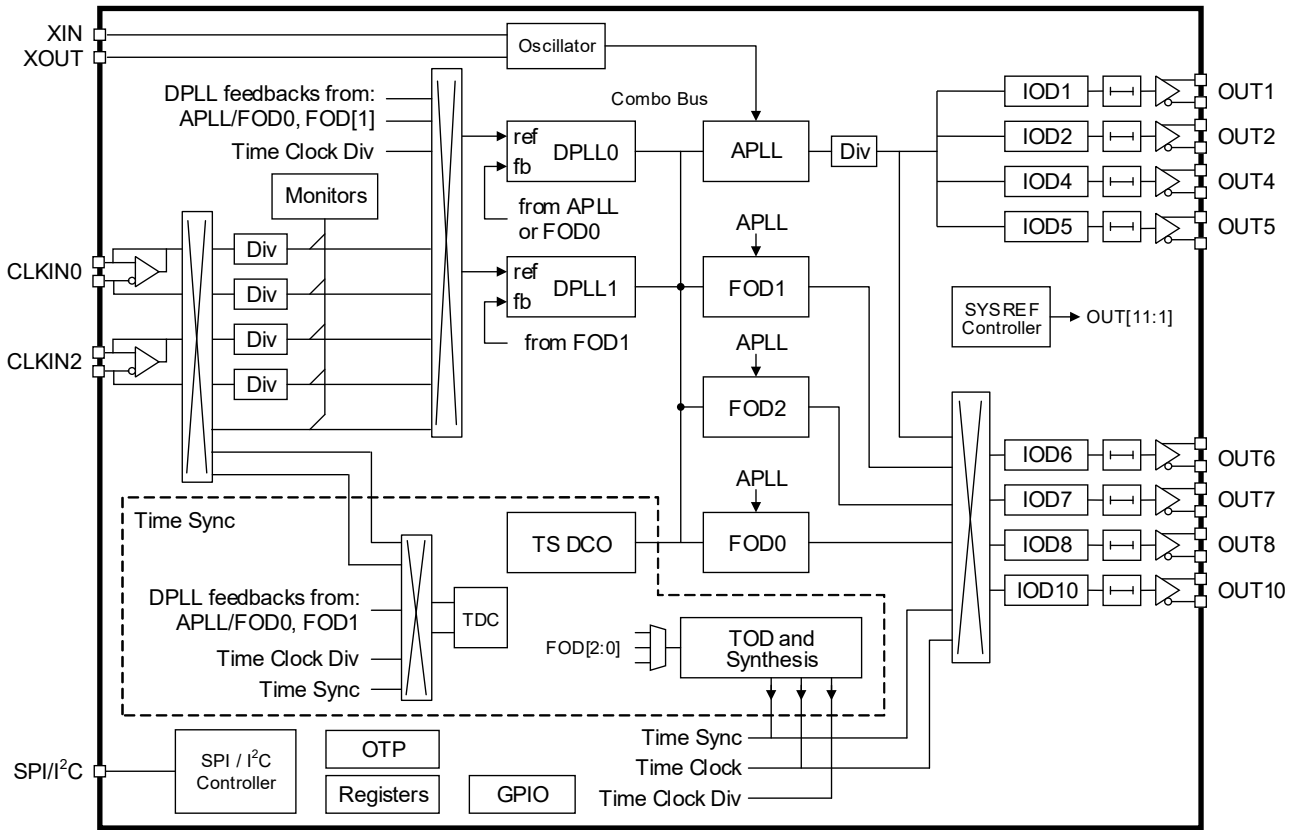 XIN
XOUT
Oscillator
DPLL feedbacks from:
APLL/FOD0, FOD[1]
Time Clock Div
Combo Bus
ref
fb
DPLL0
APLL
Div
from APLL
or FOD0
IOD1
OUT1
IOD2
OUT2
IOD4
OUT4
IOD5
OUT5
Monitors
CLKIN0
Div
Div
CLKIN2
Div
Div
ref
fb
DPLL1
from FOD1
APLL
FOD1
SYSREF
Controller
OUT[11:1]
APLL
FOD2
APLL
FOD0
IOD6
OUT6
IOD7
OUT7
IOD8
OUT8
IOD10
OUT10
Time Sync
TS DCO
DPLL feedbacks from:
APLL/FOD0, FOD1
Time Clock Div
Time Sync
TDC
FOD[2:0]
TOD and
Synthesis
Time Sync
Time Clock
Time Clock Div
SPI/I²C
SPI / I²C
Controller
OTP
Registers
GPIO